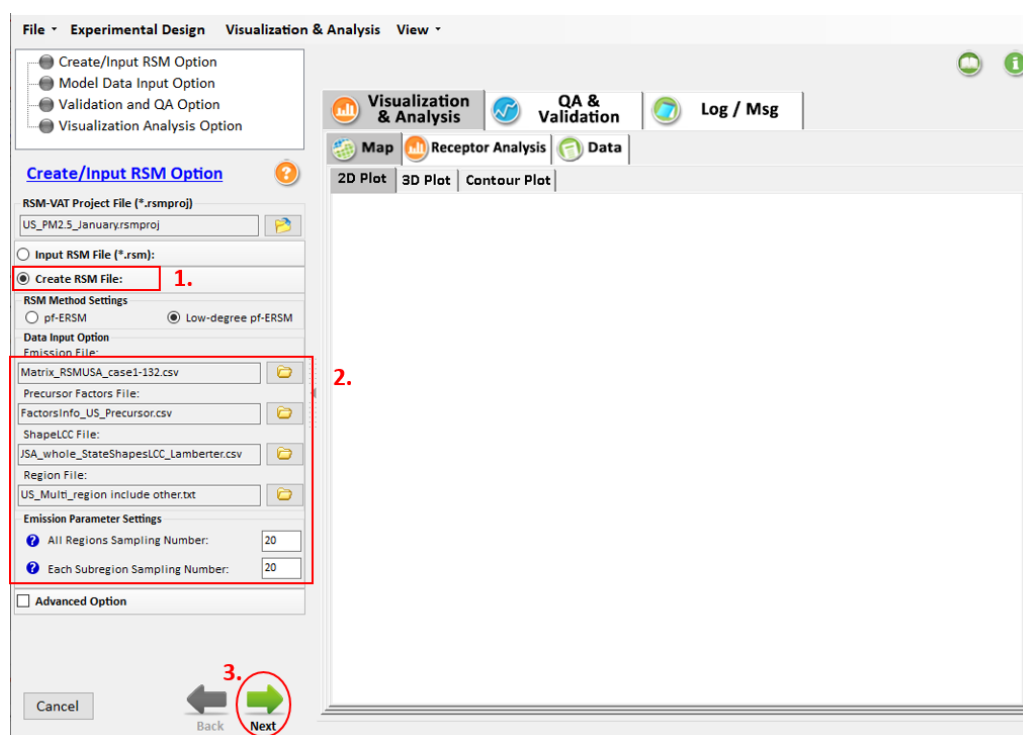 File Experimental Design Visualization & Analysis View
Create/Input RSM Option
Model Data Input Option
Validation and QA Option
Visualization Analysis Option
Visualization & Analysis
QA & Validation
Log / Msg
Map
Receptor Analysis
Data
2D Plot 3D Plot Contour Plot
Create/Input RSM Option
RSM-VAT Project File (*.rsmproj)
US_PM2.5_January.rsmproj
Input RSM File (*.rsm):
Create RSM File: 1.
RSM Method Settings
pf-ERSM Low-degree pf-ERSM
Data Input Option
Emission File:
Matrix_RSMUSA_case1-132.csv
2.
Precursor Factors File:
FactorsInfo_US_Precursor.csv
ShapeLCC File:
JSA_whole_StateShapesLCC_Lamberter.csv
Region File:
US_Multi_region include other.txt
Emission Parameter Settings
? All Regions Sampling Number: 20
? Each Subregion Sampling Number: 20
Advanced Option
3.
Cancel
Back Next